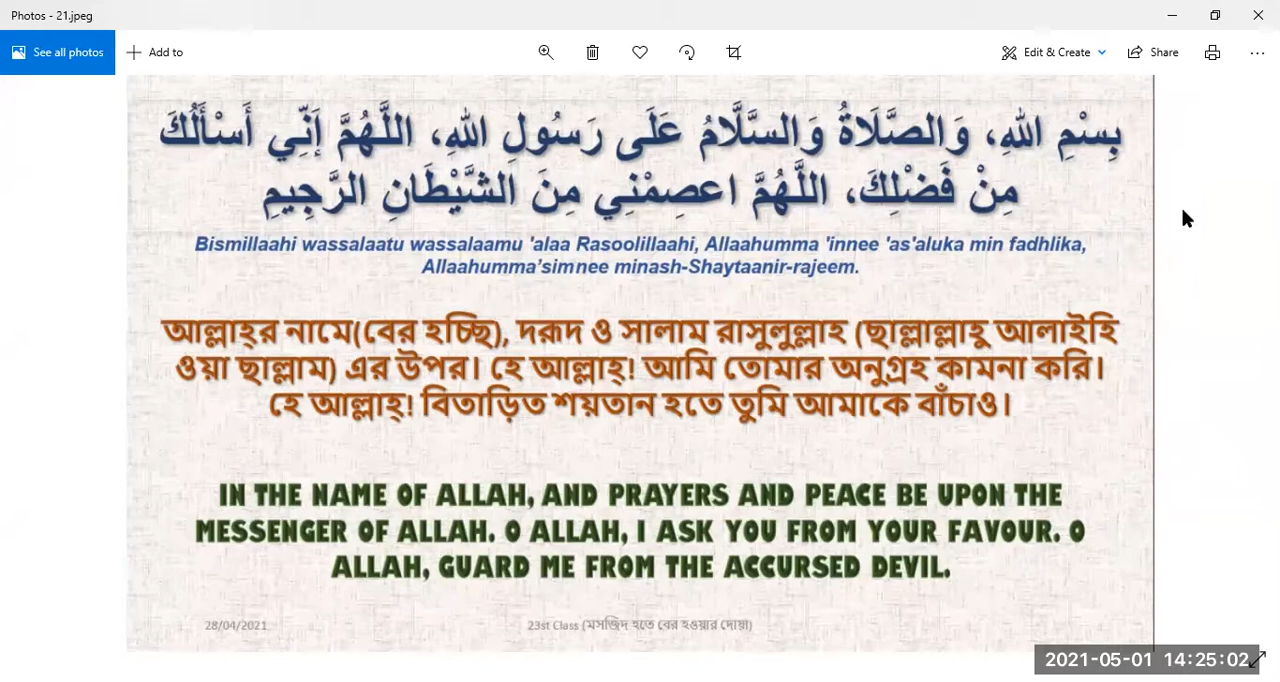 Photos - 21.jpeg
See all photos
Add to
Edit & Create
Share
بِسْمِ اللهِ، وَالصَّلَاةُ وَالسَّلَامُ عَلَى رَسُولِ اللهِ، اللَّهُمَّ إَنِّي أَسْأَلُكَ
مِنْ فَضْلِكَ، اللَّهُمَّ اعصِمْنِي مِنَ الشَّيْطَانِ الرَّجِيمِ
Bismillaahi wassalaatu wassalaamu 'alaa Rasoolillaahi, Allaahumma 'innee 'as'aluka min fadhlika,
Allaahumma'simnee minash-Shaytaanir-rajeem.
আল্লাহ্‌র নামে(বের হচ্ছি), দরূদ ও সালাম রাসুলুল্লাহ (ছাল্লাল্লাহু আলাইহি
ওয়া ছাল্লাম) এর উপর। হে আল্লাহ্! আমি তোমার অনুগ্রহ কামনা করি।
হে আল্লাহ্! বিতাড়িত শয়তান হতে তুমি আমাকে বাঁচাও।
IN THE NAME OF ALLAH, AND PRAYERS AND PEACE BE UPON THE
MESSENGER OF ALLAH. O ALLAH, I ASK YOU FROM YOUR FAVOUR. O
ALLAH, GUARD ME FROM THE ACCURSED DEVIL.
28/04/2021
23st Class (মসজিদ হতে বের হওয়ার দোয়া)
2021-05-01 14:25:02